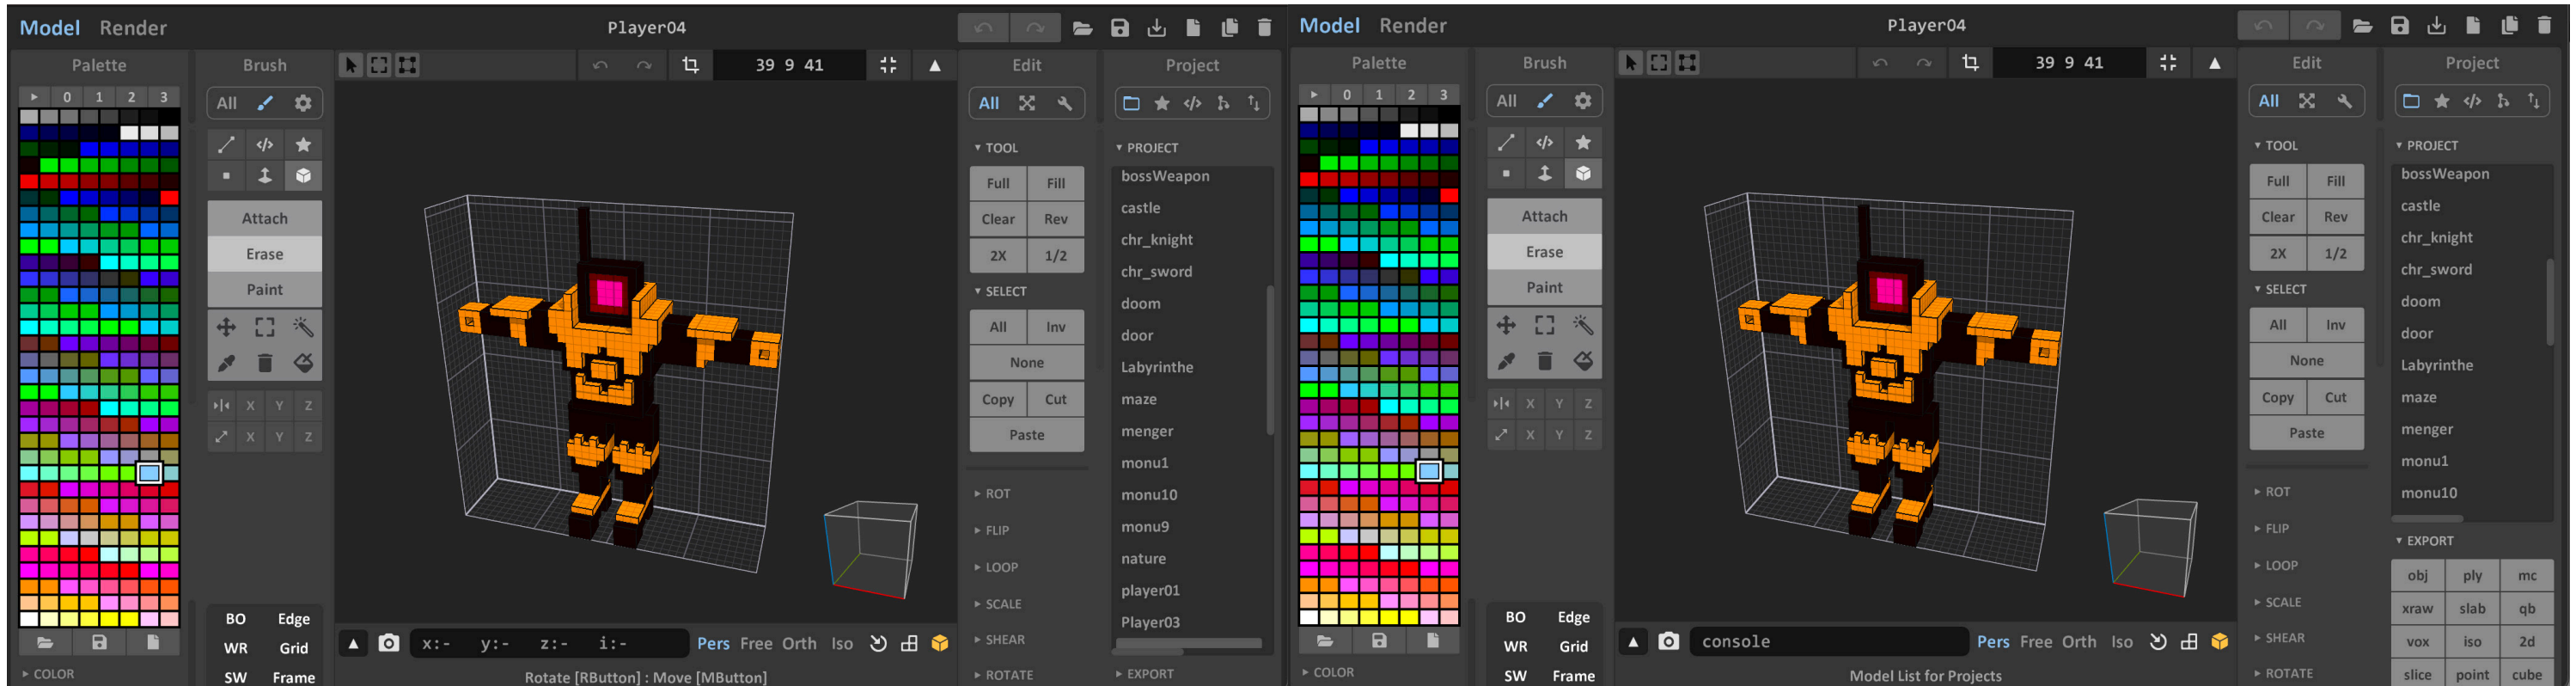 Model Render
Player04
Palette
Brush
39 9 41
Edit
Project
0 1 2 3
All
All
TOOL
PROJECT
Full Fill
bossWeapon
Attach
Clear Rev
castle
Erase
2X 1/2
chr_knight
Paint
SELECT
chr_sword
All Inv
doom
None
door
Copy Cut
Labyrinthe
Paste
maze
X Y Z
menger
X Y Z
monu1
ROT
monu10
FLIP
monu9
LOOP
nature
SCALE
player01
BO Edge
SHEAR
Player03
WR Grid
x:- y:- z:- i:-
Pers Free Orth Iso
COLOR
SW Frame
Rotate [RButton] : Move [MButton]
ROTATE
EXPORT
Model Render
Player04
Palette
Brush
39 9 41
Edit
Project
0 1 2 3
All
All
TOOL
PROJECT
Full Fill
bossWeapon
Attach
Clear Rev
castle
Erase
2X 1/2
chr_knight
Paint
SELECT
chr_sword
All Inv
doom
None
door
Copy Cut
Labyrinthe
Paste
maze
X Y Z
menger
X Y Z
monu1
ROT
monu10
FLIP
EXPORT
LOOP
obj ply mc
SCALE
xraw slab qb
BO Edge
SHEAR
vox iso 2d
WR Grid
console
Pers Free Orth Iso
COLOR
SW Frame
Model List for Projects
ROTATE
slice point cube